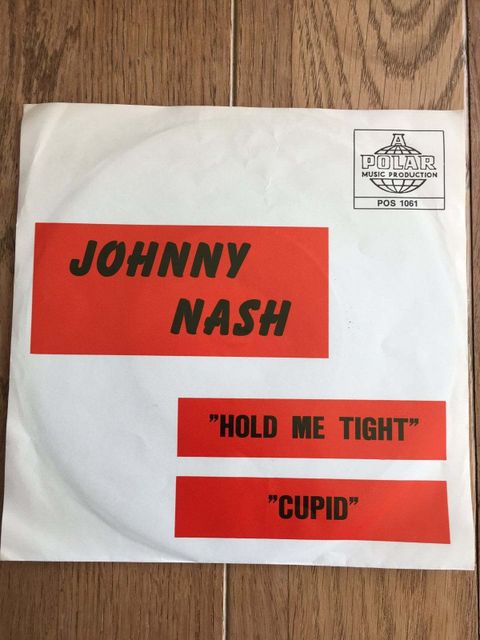 A
POLAR
MUSIC PRODUCTION
POS 1061
JOHNNY
NASH
”HOLD ME TIGHT”
”CUPID”